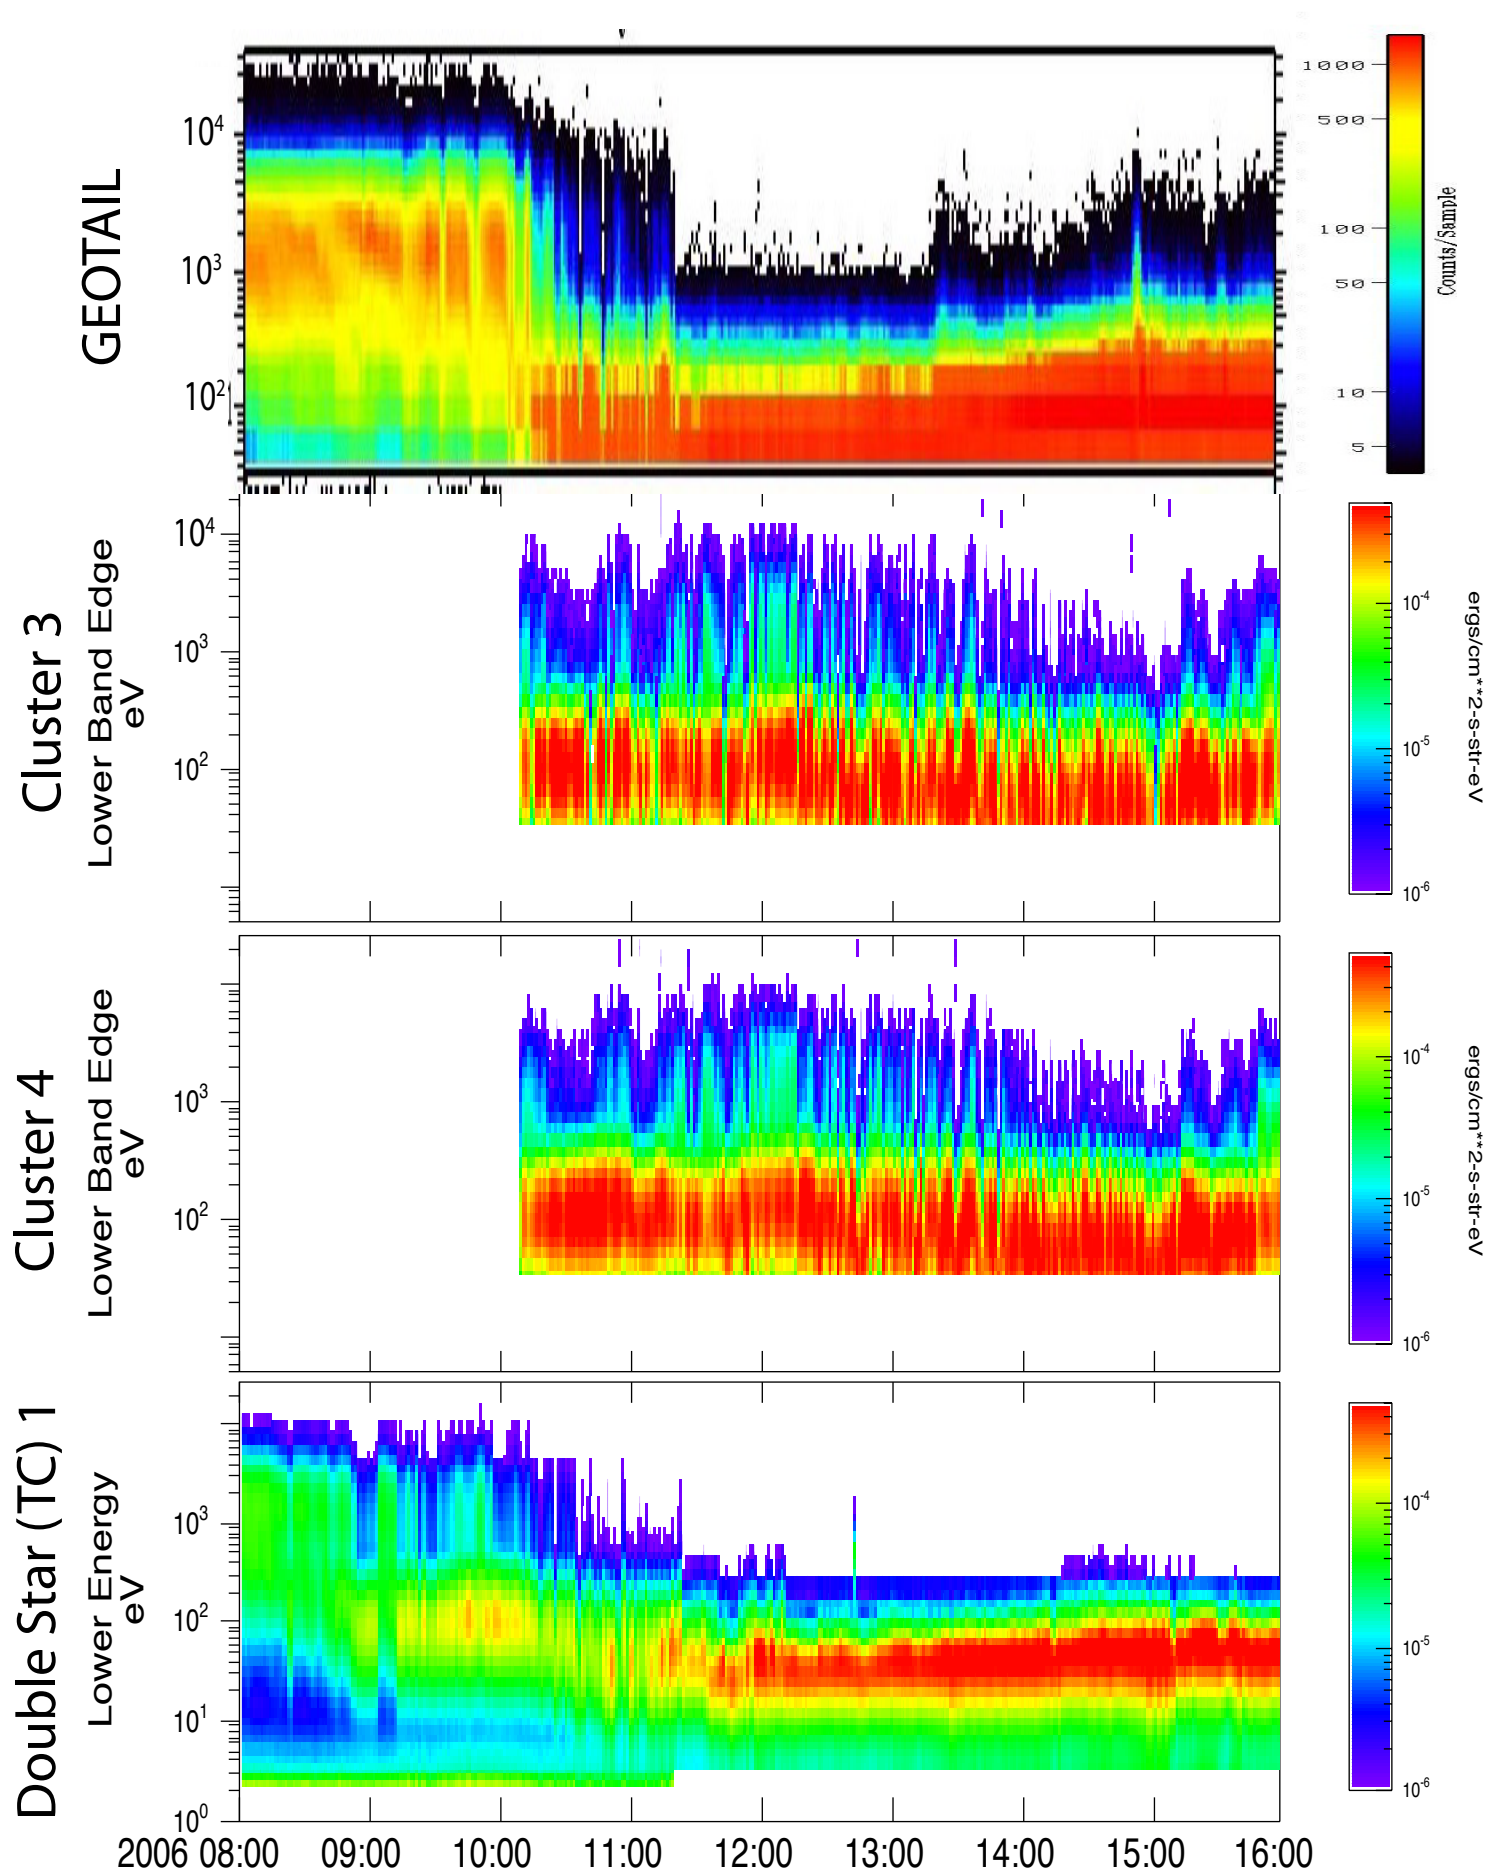 GEOTAIL
10^4
10^3
10^2
1000
500
100
50
10
5
Counts/Sample
Cluster 3
Lower Band Edge
eV
10^4
10^3
10^2
10^-4
10^-5
10^-6
ergs/cm**2-s-str-eV
Cluster 4
Lower Band Edge
eV
10^3
10^2
10^-4
10^-5
10^-6
ergs/cm**2-s-str-eV
Double Star (TC) 1
Lower Energy
eV
10^3
10^2
10^1
10^0
10^-4
10^-5
10^-6
2006 08:00 09:00 10:00 11:00 12:00 13:00 14:00 15:00 16:00